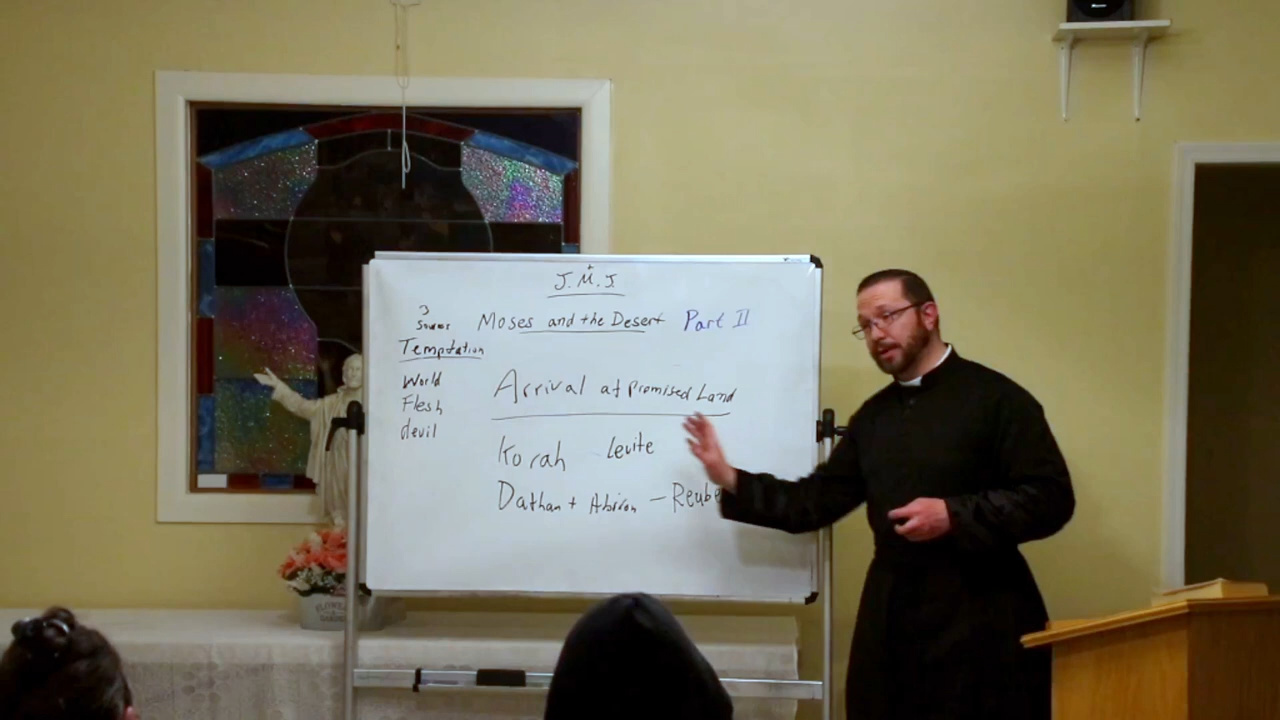 J.M.J.
Moses and the Desert Part II
3
Sources
Temptation
World
Flesh
devil
Arrival at Promised Land
Korah Levite
Dathan + Abiron — Reube